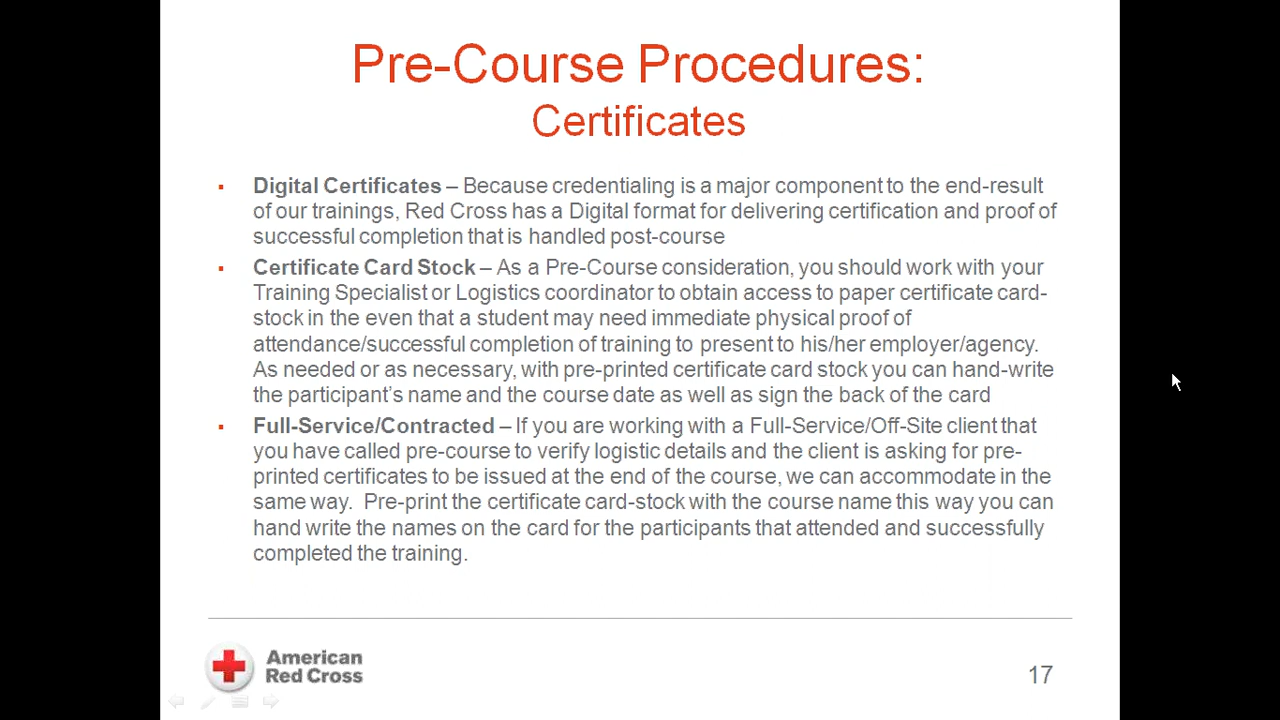 Pre-Course Procedures:
Certificates
▪ Digital Certificates – Because credentialing is a major component to the end-result
of our trainings, Red Cross has a Digital format for delivering certification and proof of
successful completion that is handled post-course
▪ Certificate Card Stock – As a Pre-Course consideration, you should work with your
Training Specialist or Logistics coordinator to obtain access to paper certificate card-
stock in the even that a student may need immediate physical proof of
attendance/successful completion of training to present to his/her employer/agency.
As needed or as necessary, with pre-printed certificate card stock you can hand-write
the participant's name and the course date as well as sign the back of the card
▪ Full-Service/Contracted – If you are working with a Full-Service/Off-Site client that
you have called pre-course to verify logistic details and the client is asking for pre-
printed certificates to be issued at the end of the course, we can accommodate in the
same way.  Pre-print the certificate card-stock with the course name this way you can
hand write the names on the card for the participants that attended and successfully
completed the training.
American
Red Cross
17